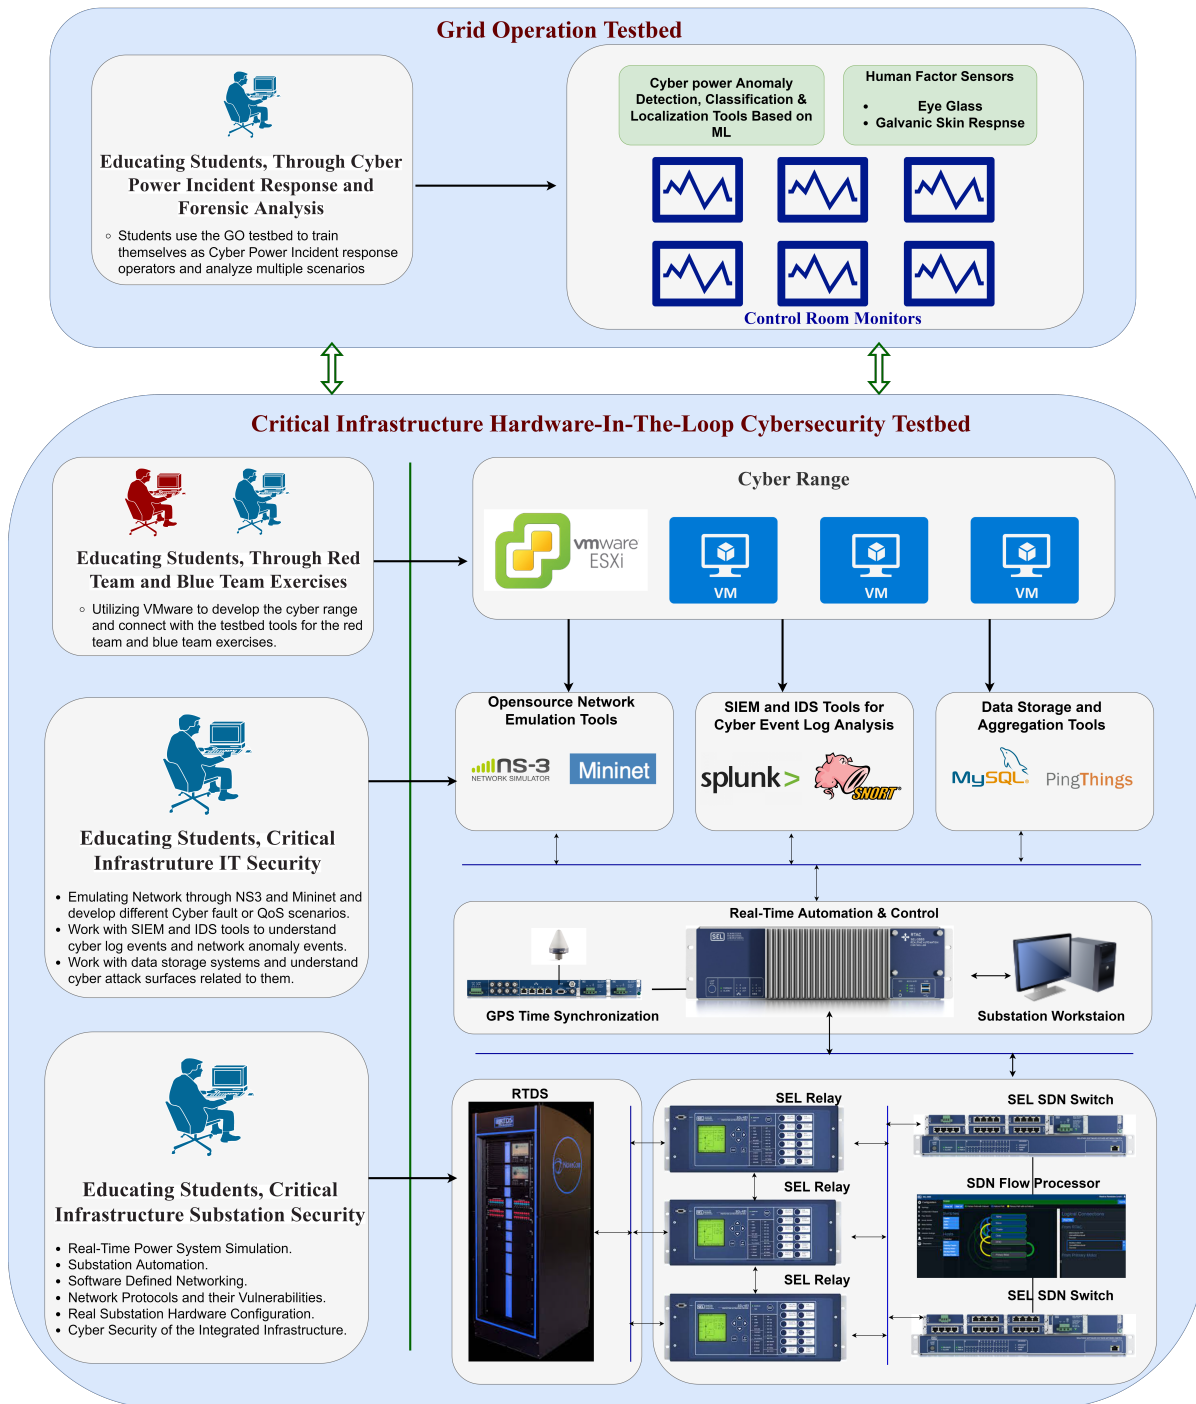 Grid Operation Testbed
Educating Students, Through Cyber
Power Incident Response and
Forensic Analysis
Students use the GO testbed to train
themselves as Cyber Power Incident response
operators and analyze multiple scenarios
Cyber power Anomaly
Detection, Classification &
Localization Tools Based on
ML
Human Factor Sensors
Eye Glass
Galvanic Skin Respnse
Control Room Monitors
Critical Infrastructure Hardware-In-The-Loop Cybersecurity Testbed
Educating Students, Through Red
Team and Blue Team Exercises
Utilizing VMware to develop the cyber range
and connect with the testbed tools for the red
team and blue team exercises.
Cyber Range
vmware
ESXi
VM
VM
VM
Educating Students, Critical
Infrastruture IT Security
Emulating Network through NS3 and Mininet and
develop different Cyber fault or QoS scenarios.
Work with SIEM and IDS tools to understand
cyber log events and network anomaly events.
Work with data storage systems and understand
cyber attack surfaces related to them.
Opensource Network
Emulation Tools
NS-3
NETWORK SIMULATOR
Mininet
SIEM and IDS Tools for
Cyber Event Log Analysis
splunk>
SNORT
Data Storage and
Aggregation Tools
MySQL
PingThings
Real-Time Automation & Control
SEL
RTAC
GPS Time Synchronization
Substation Workstaion
Educating Students, Critical
Infrastructure Substation Security
Real-Time Power System Simulation.
Substation Automation.
Software Defined Networking.
Network Protocols and their Vulnerabilities.
Real Substation Hardware Configuration.
Cyber Security of the Integrated Infrastructure.
RTDS
RTDS
SEL Relay
SEL Relay
SEL Relay
SEL SDN Switch
SDN Flow Processor
SEL SDN Switch